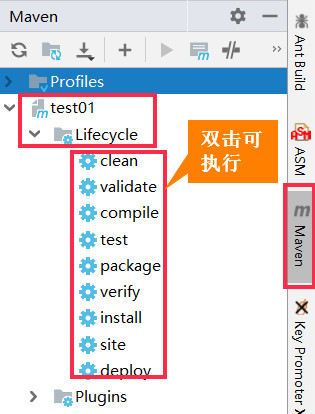 Maven
Profiles
test01
Lifecycle
clean
validate
compile
test
package
verify
install
site
deploy
Plugins
双击可
执行
Ant Build
ASM
Maven
Key Promoter X